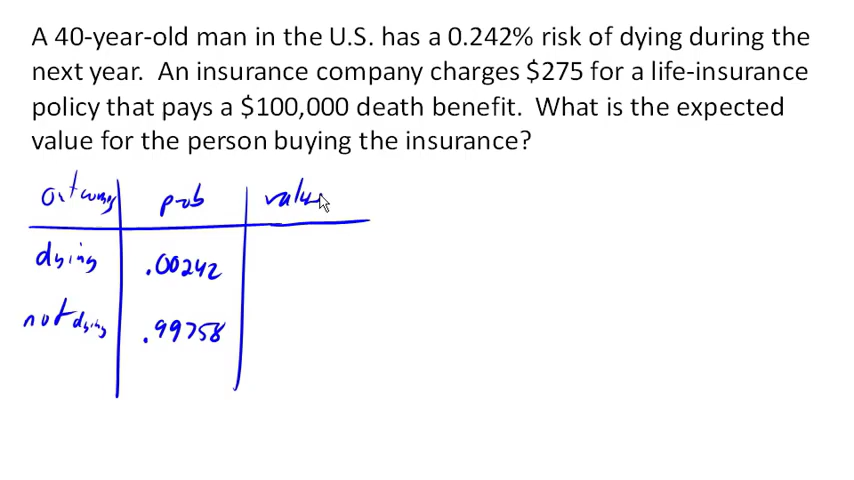 A 40-year-old man in the U.S. has a 0.242% risk of dying during the
next year. An insurance company charges $275 for a life-insurance
policy that pays a $100,000 death benefit. What is the expected
value for the person buying the insurance?
outcomes prob value
dying .00242
not dying .99758